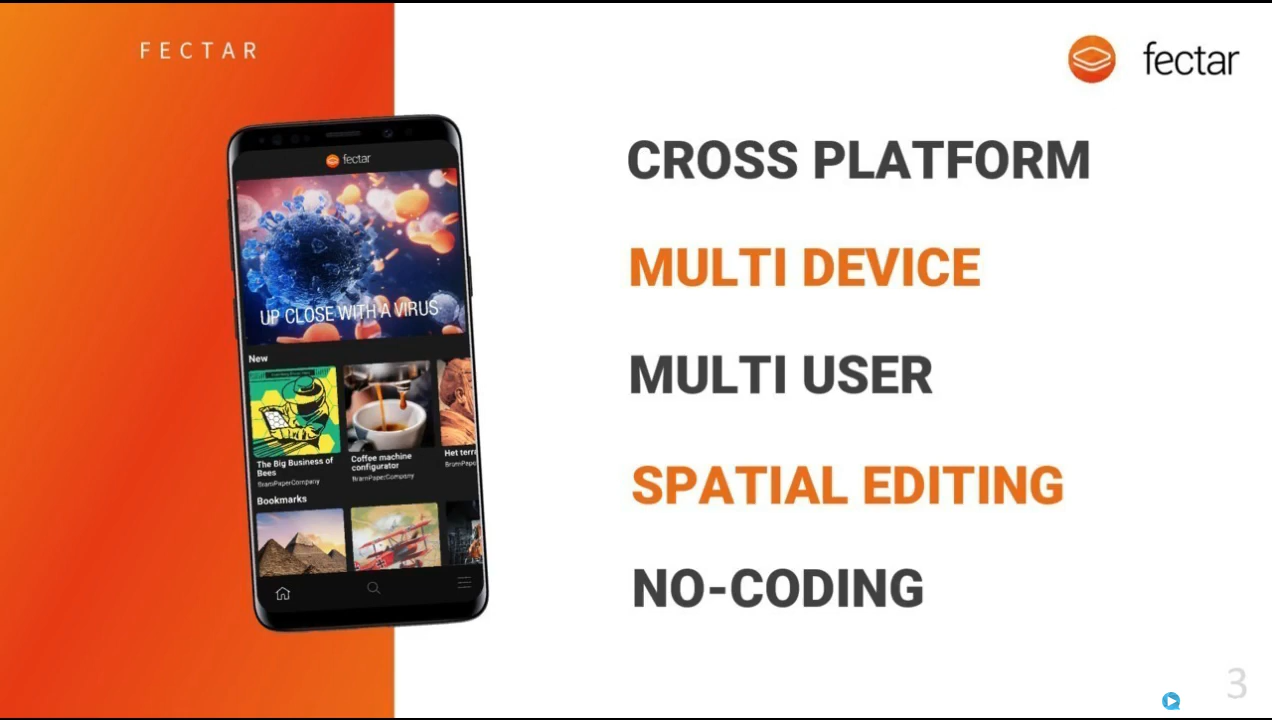 FECTAR
fectar
CROSS PLATFORM
MULTI DEVICE
MULTI USER
SPATIAL EDITING
NO-CODING
fectar
UP CLOSE WITH A VIRUS
New
The Big Business of
Bees
BramPaperCompany
Coffee machine
configurator
BramPaperCompany
Het terr
BramPap
Bookmarks
3